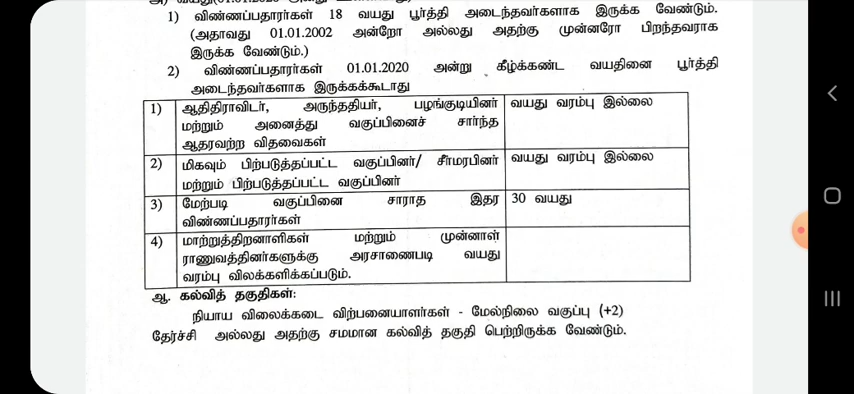 1) விண்ணப்பதாரர்கள் 18 வயது பூர்த்தி அடைந்தவர்களாக இருக்க வேண்டும்.
(அதாவது 01.01.2002 அன்றோ அல்லது அதற்கு முன்னரோ பிறந்தவராக
இருக்க வேண்டும்.)
2) விண்ணப்பதாரர்கள் 01.01.2020 அன்று கீழ்க்கண்ட வயதினை பூர்த்தி
அடைந்தவர்களாக இருக்கக்கூடாது
1) ஆதிதிராவிடர், அருந்ததியர், பழங்குடியினர் வயது வரம்பு இல்லை
மற்றும் அனைத்து வகுப்பினைச் சார்ந்த
ஆதரவற்ற விதவைகள்
2) மிகவும் பிற்படுத்தப்பட்ட வகுப்பினர்/ சீர்மரபினர் வயது வரம்பு இல்லை
மற்றும் பிற்படுத்தப்பட்ட வகுப்பினர்
3) மேற்படி வகுப்பினை சாராத இதர 30 வயது
விண்ணப்பதாரர்கள்
4) மாற்றுத்திறனாளிகள் மற்றும் முன்னாள்
ராணுவத்தினர்களுக்கு அரசாணைபடி வயது
வரம்பு விலக்களிக்கப்படும்.
ஆ. கல்வித் தகுதிகள்:
நியாய விலைக்கடை விற்பனையாளர்கள் - மேல்நிலை வகுப்பு (+2)
தேர்ச்சி அல்லது அதற்கு சமமான கல்வித் தகுதி பெற்றிருக்க வேண்டும்.